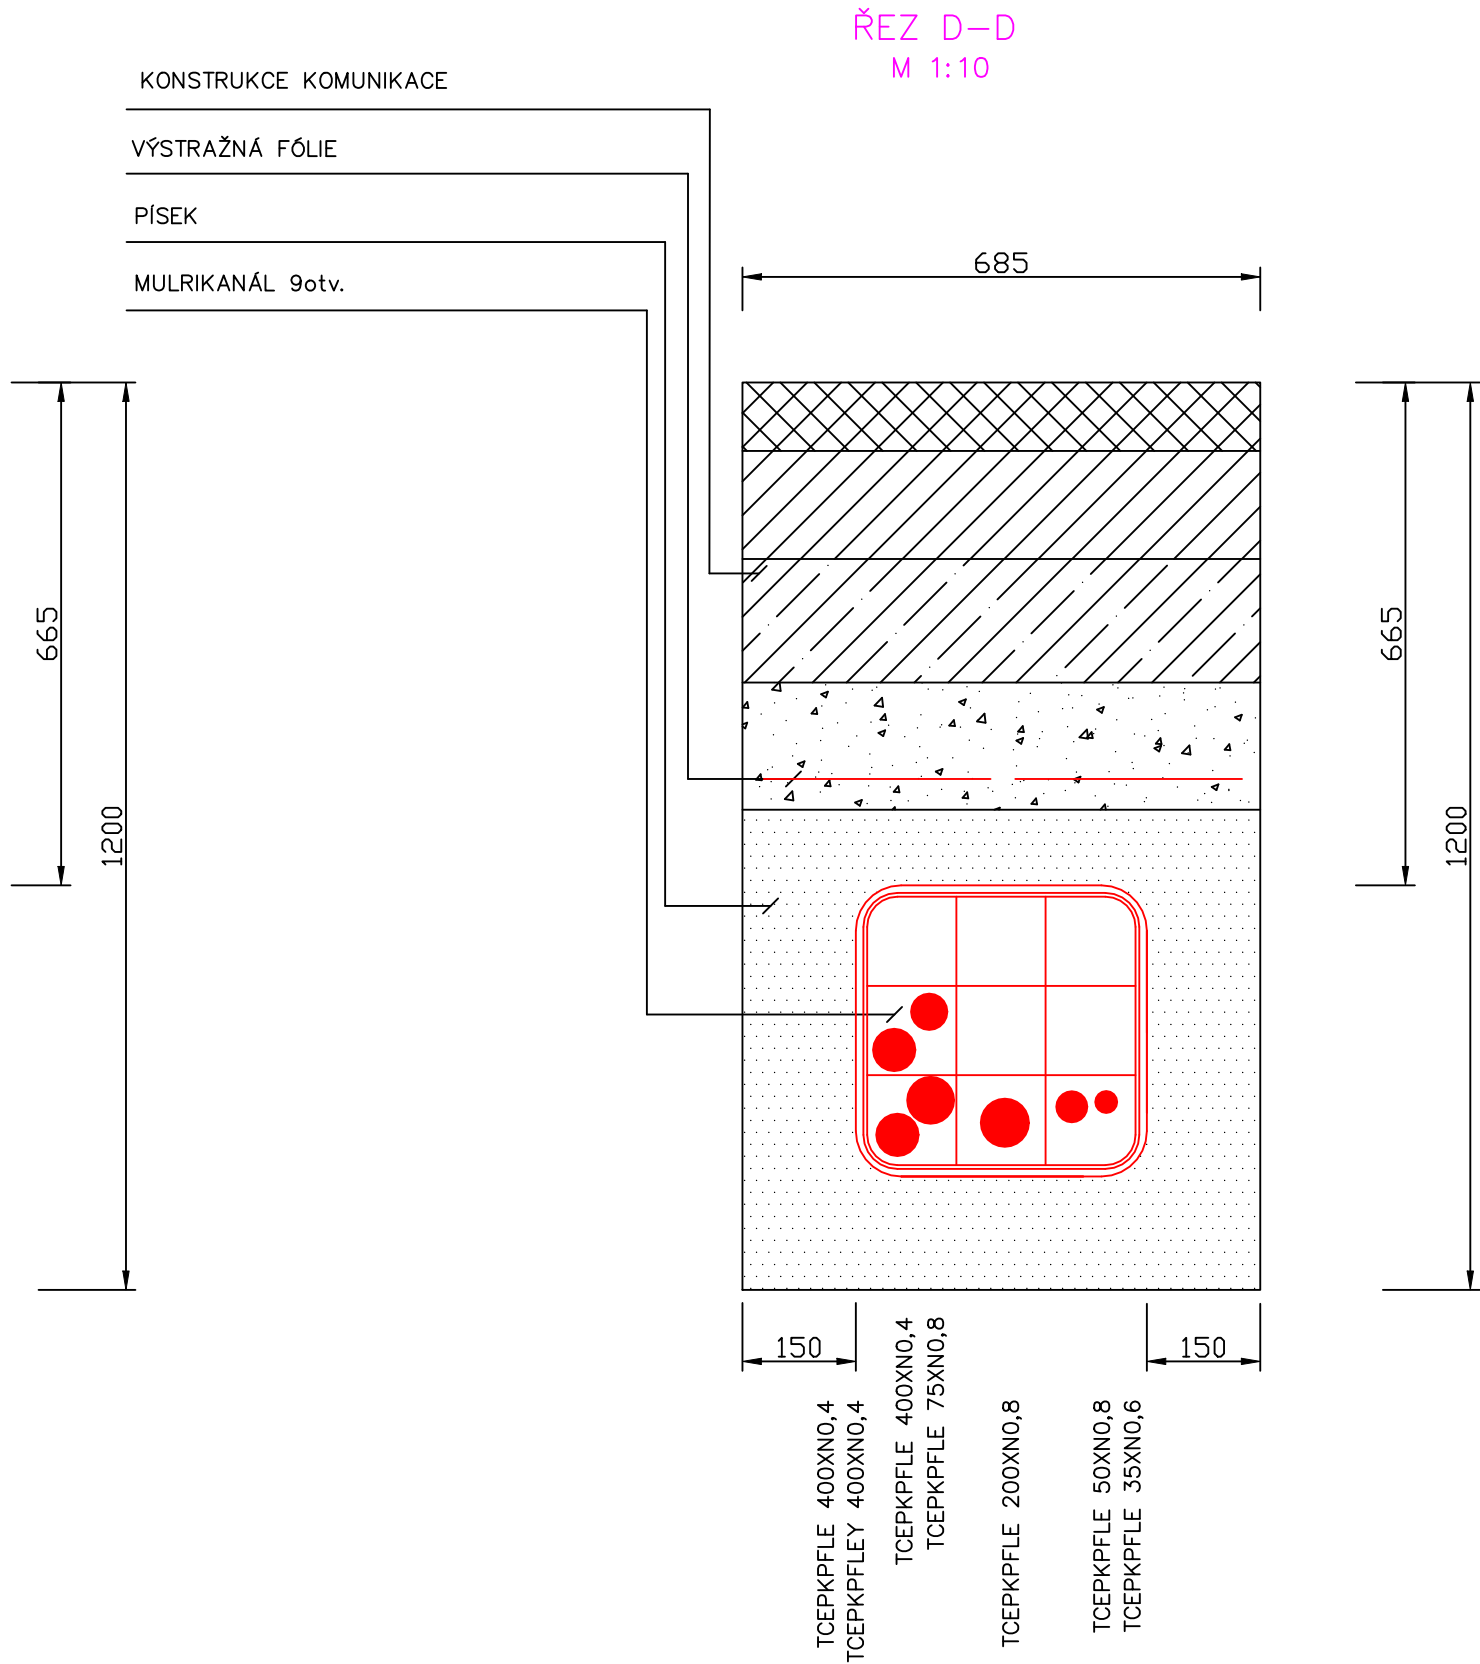 ŘEZ D-D
M 1:10
KONSTRUKCE KOMUNIKACE
VÝSTRAŽNÁ FÓLIE
PÍSEK
MULRIKANÁL 9otv.
685
665
1200
665
1200
150
150
TCEPKPFLE 400XN0,4
TCEPKPFLEY 400XN0,4
TCEPKPFLE 400XN0,4
TCEPKPFLE 75XN0,8
TCEPKPFLE 200XN0,8
TCEPKPFLE 50XN0,8
TCEPKPFLE 35XN0,6